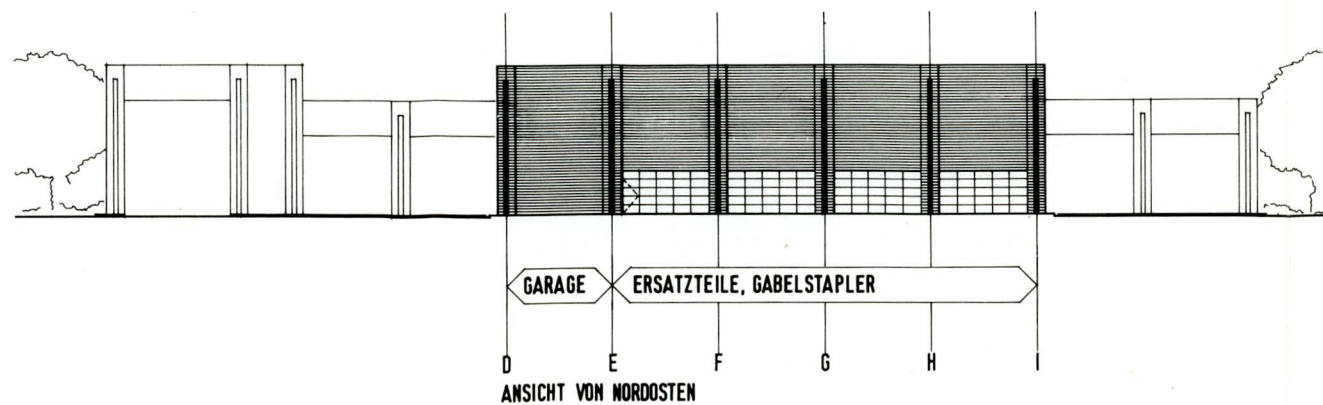 GARAGE ERSATZTEILE, GABELSTAPLER
D E F G H I
ANSICHT VON NORDOSTEN